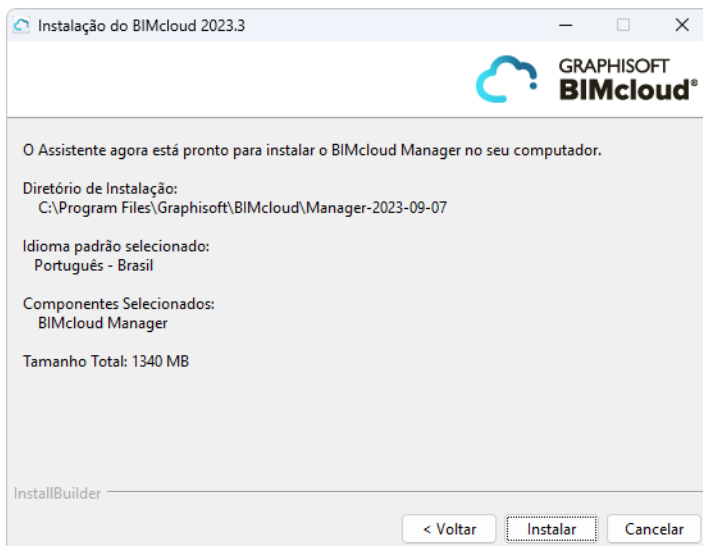 Instalação do BIMcloud 2023.3
GRAPHISOFT
BIMcloud®
O Assistente agora está pronto para instalar o BIMcloud Manager no seu computador.
Diretório de Instalação:
C:\Program Files\Graphisoft\BIMcloud\Manager-2023-09-07
Idioma padrão selecionado:
Português - Brasil
Componentes Selecionados:
BIMcloud Manager
Tamanho Total: 1340 MB
InstallBuilder
< Voltar
Instalar
Cancelar